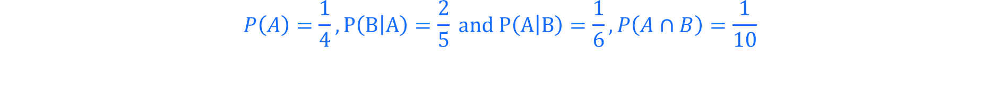 P(A) = 1/4, P(B|A) = 2/5 and P(A|B) = 1/6, P(A ∩ B) = 1/10